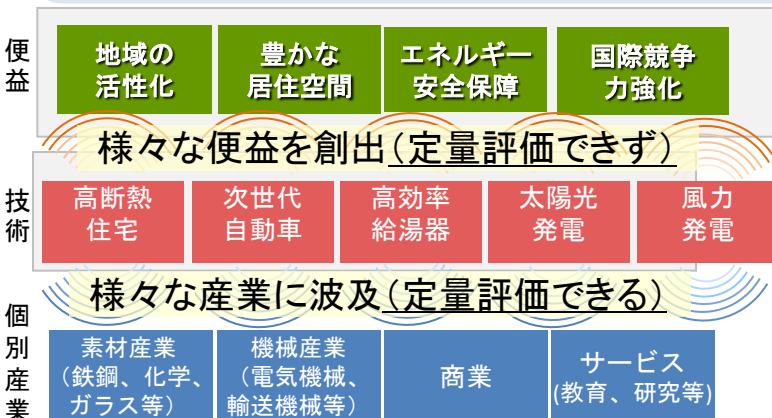 便益
地域の
活性化
豊かな
居住空間
エネルギー
安全保障
国際競争
力強化
様々な便益を創出(定量評価できず)
技術
高断熱
住宅
次世代
自動車
高効率
給湯器
太陽光
発電
風力
発電
様々な産業に波及(定量評価できる)
個別産業
素材産業
(鉄鋼、化学、
ガラス等)
機械産業
(電気機械、
輸送機械等)
商業
サービス
(教育、研究等)